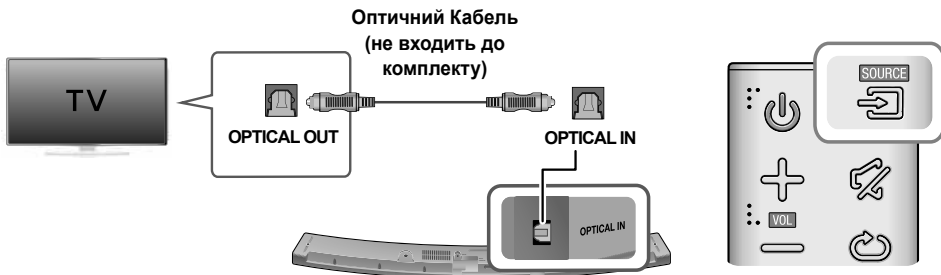 Оптичний Кабель
(не входить до
комплекту)
TV
OPTICAL OUT
OPTICAL IN
OPTICAL IN
SOURCE
VOL